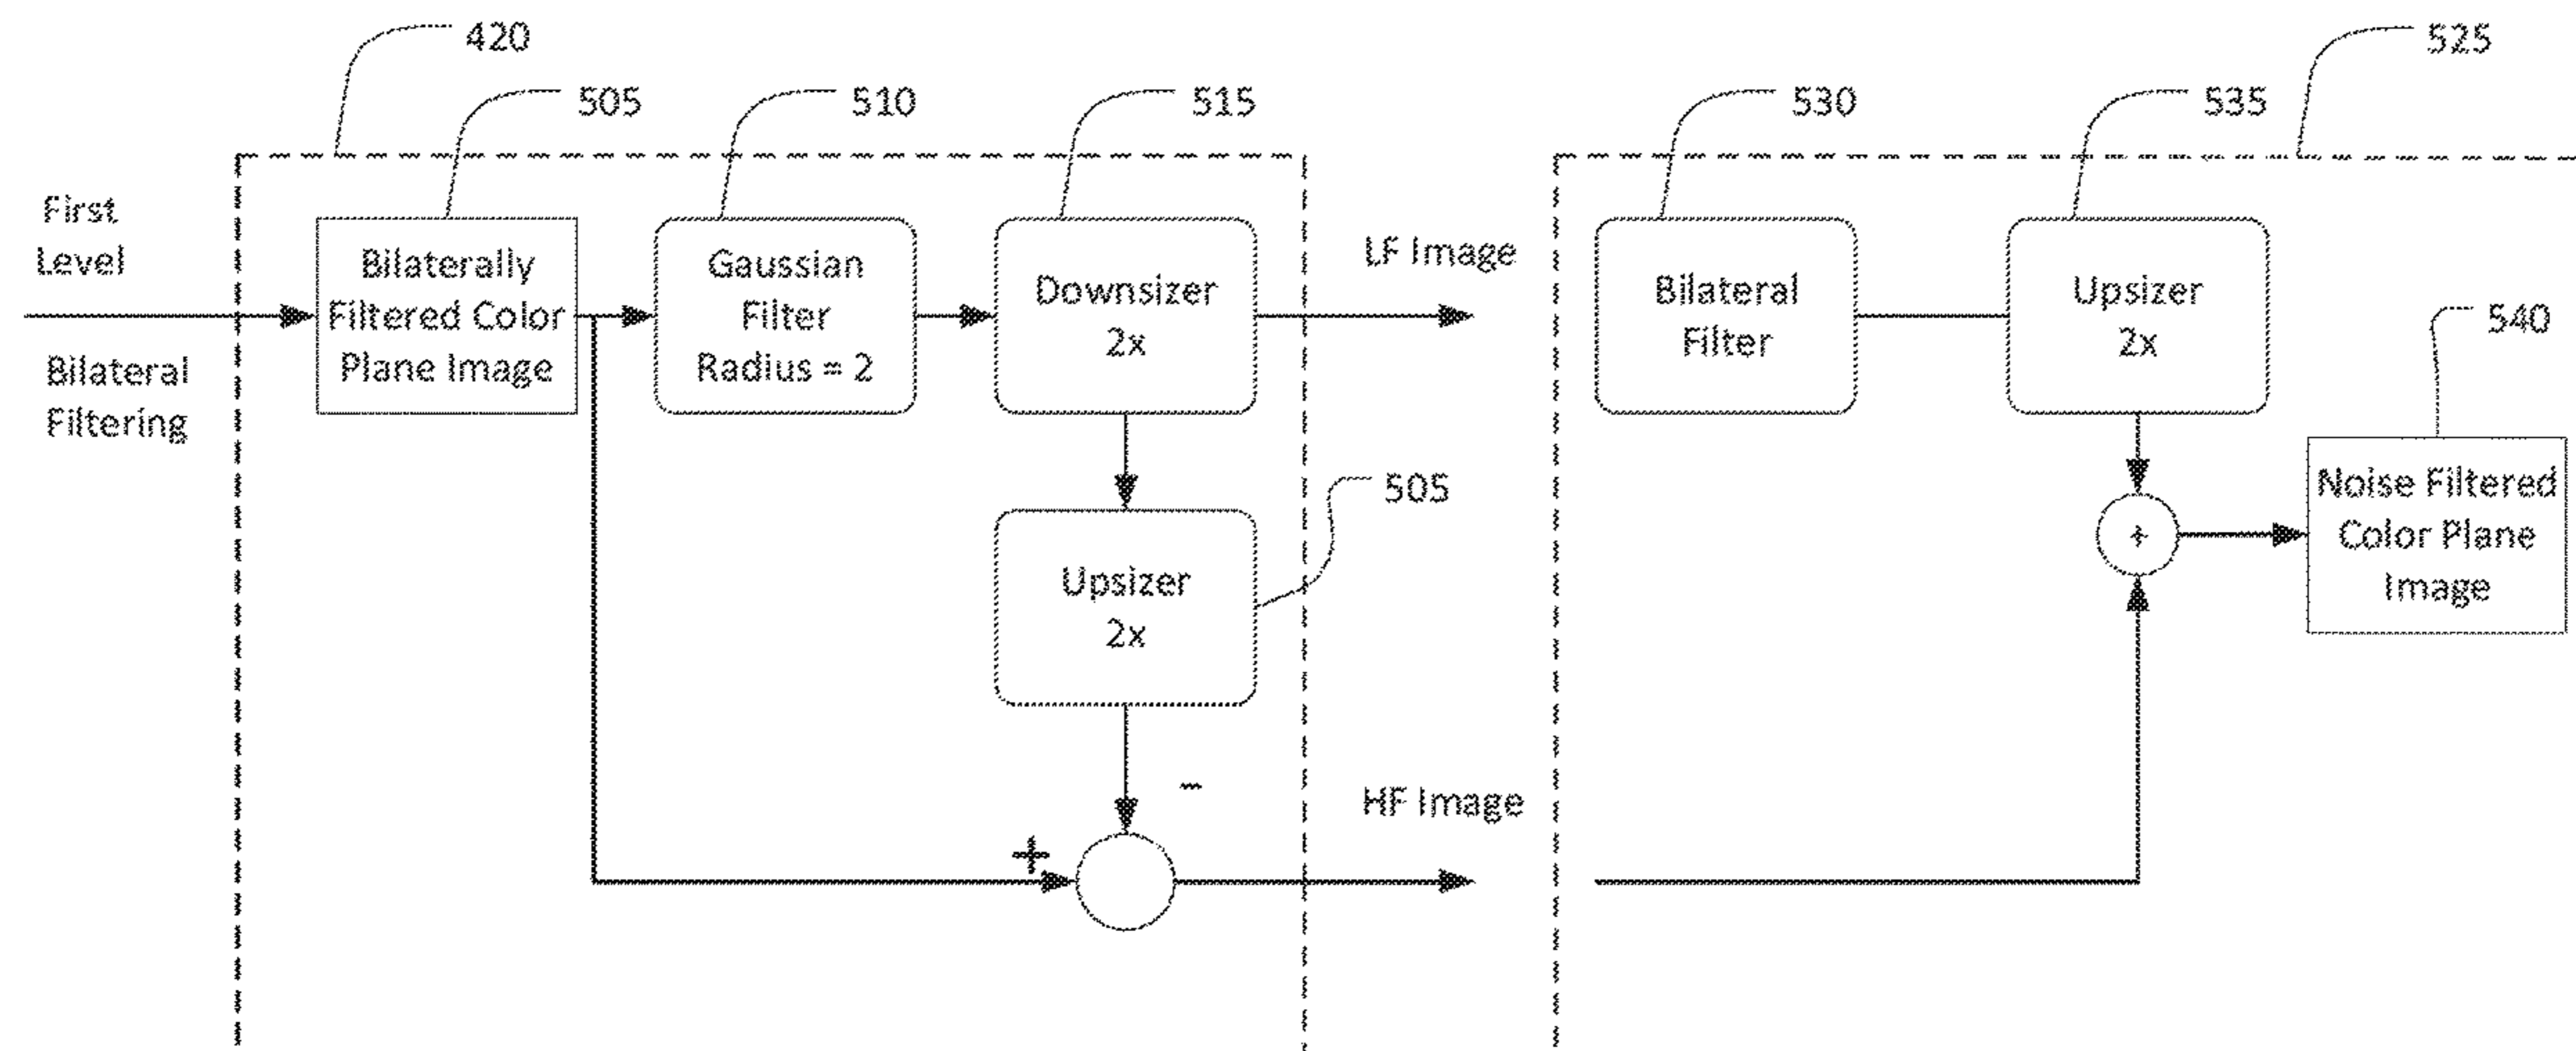 420
525
505
510
515
530
535
First
Level
Bilateral
Filtering
Bilaterally
Filtered Color
Plane Image
Gaussian
Filter
Radius = 2
Downsizer
2x
LF Image
Bilateral
Filter
Upsizer
2x
540
Noise Filtered
Color Plane
Image
+
505
Upsizer
2x
-
+
HF Image